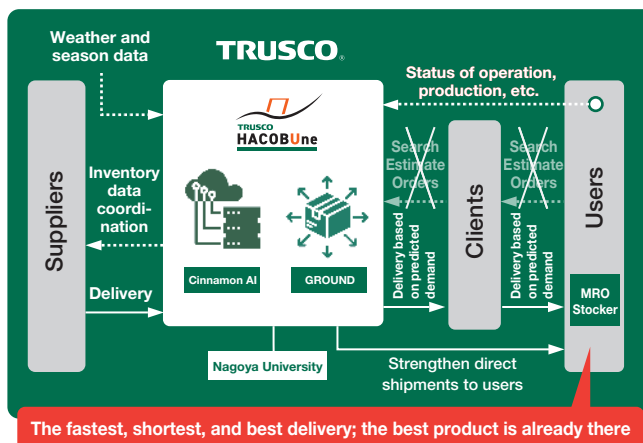 Weather and
season data
TRUSCO®
Status of operation,
production, etc.
TRUSCO
HACOBUne
Suppliers
Inventory
data
coordi-
nation
Delivery
Cinnamon AI
GROUND
Search
Estimate
Orders
Delivery based
on predicted
demand
Clients
Search
Estimate
Orders
Delivery based
on predicted
demand
Users
MRO
Stocker
Nagoya University
Strengthen direct
shipments to users
The fastest, shortest, and best delivery; the best product is already there